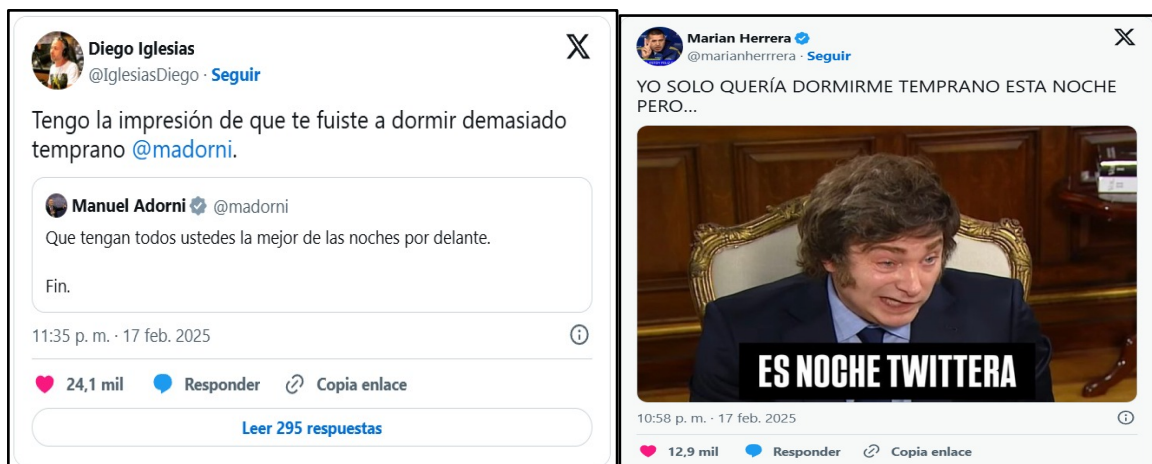 Diego Iglesias
@IglesiasDiego · Seguir
Tengo la impresión de que te fuiste a dormir demasiado
temprano @madorni.
Manuel Adorni @madorni
Que tengan todos ustedes la mejor de las noches por delante.
Fin.
11:35 p. m. · 17 feb. 2025
24,1 mil Responder Copia enlace
Leer 295 respuestas
Marian Herrera
@marianherrrera · Seguir
YO SOLO QUERÍA DORMIRME TEMPRANO ESTA NOCHE
PERO...
ES NOCHE TWITTERA
10:58 p. m. · 17 feb. 2025
12,9 mil Responder Copia enlace